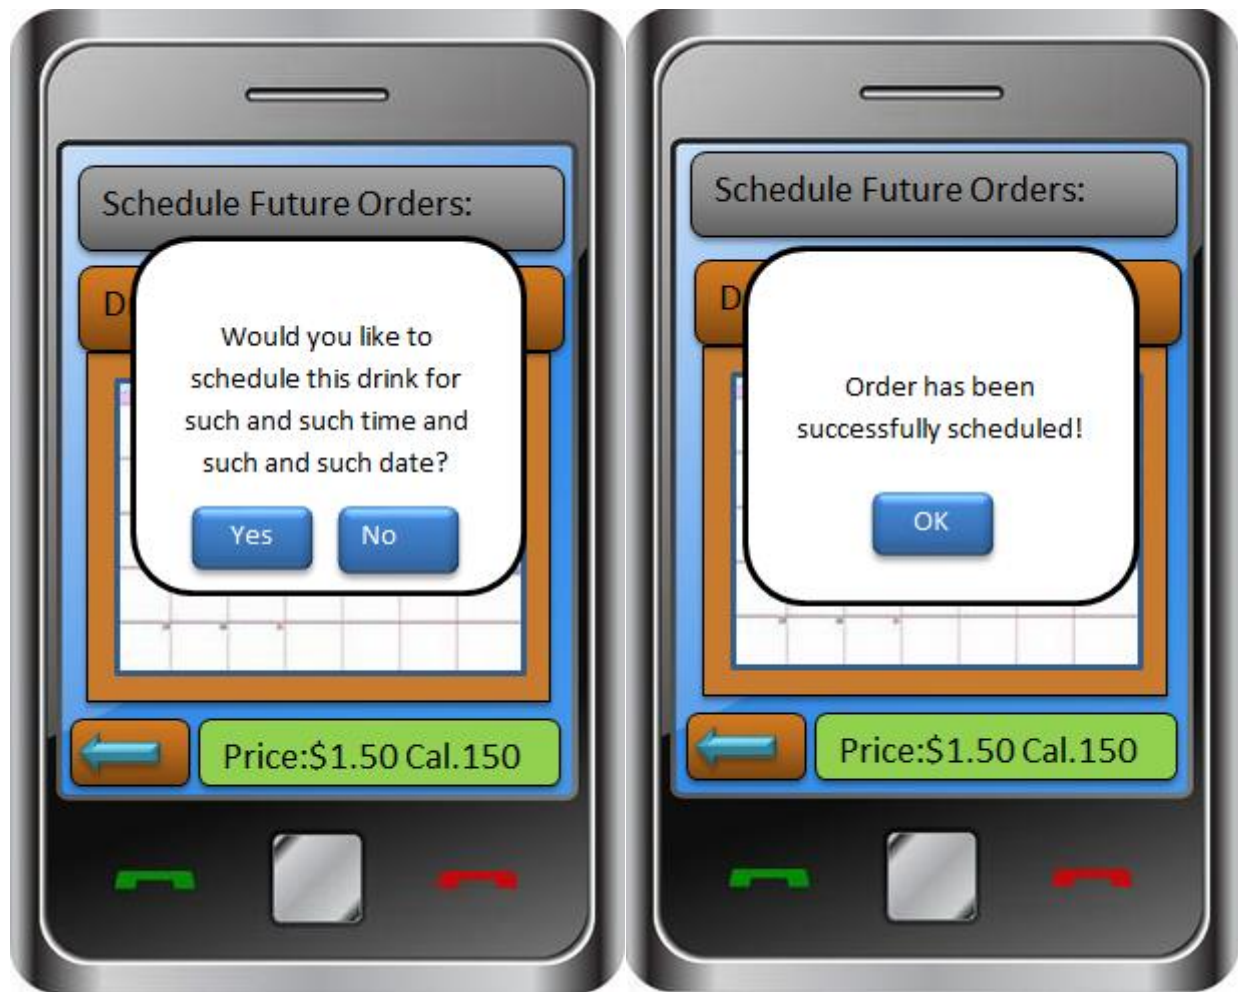 Schedule Future Orders:
D
Would you like to
schedule this drink for
such and such time and
such and such date?
Yes
No
Price:$1.50 Cal.150
Schedule Future Orders:
D
Order has been
successfully scheduled!
OK
Price:$1.50 Cal.150